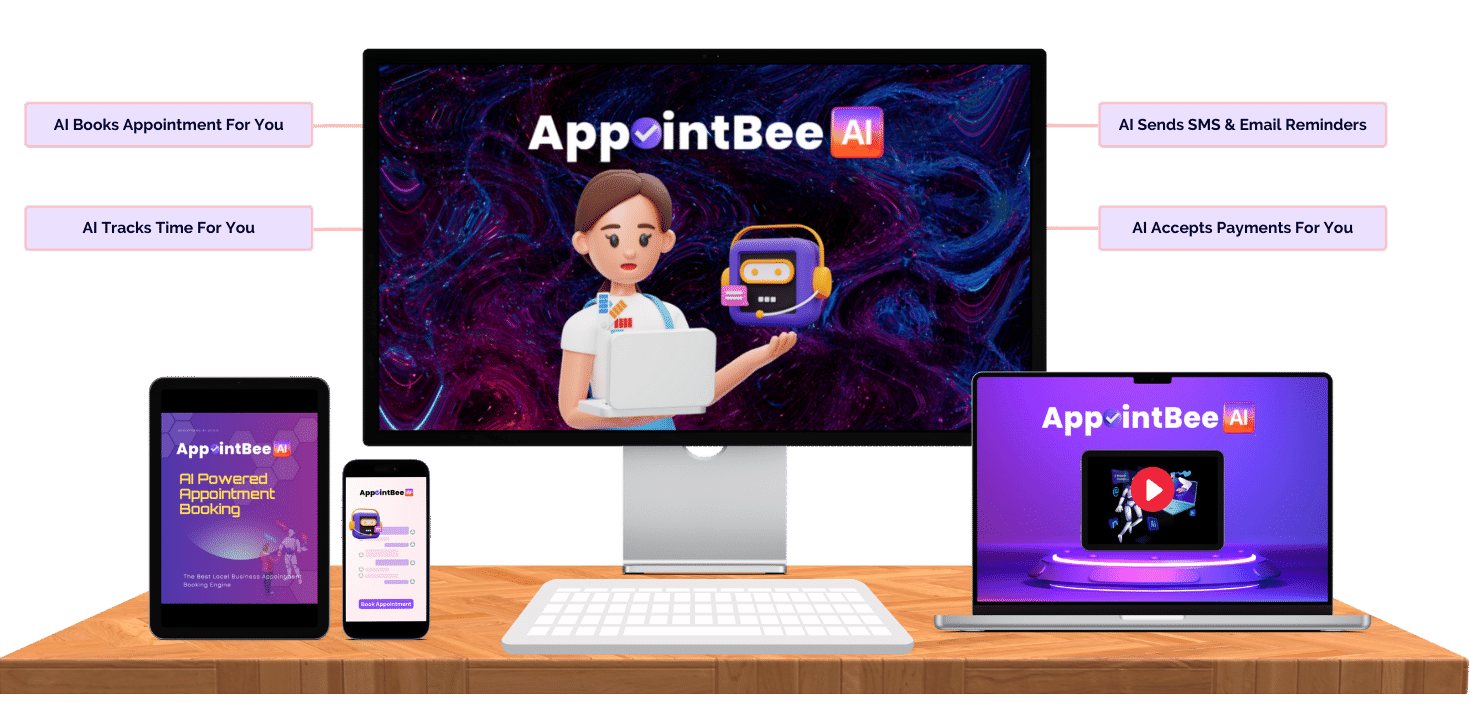 AI Books Appointment For You
AI Tracks Time For You
AppointBee AI
AI Sends SMS & Email Reminders
AI Accepts Payments For You
AppointBee AI
AI Powered
Appointment
Booking
The Best Local Business Appointment
Booking Engine
AppointBee AI
Book Appointment
AppointBee AI